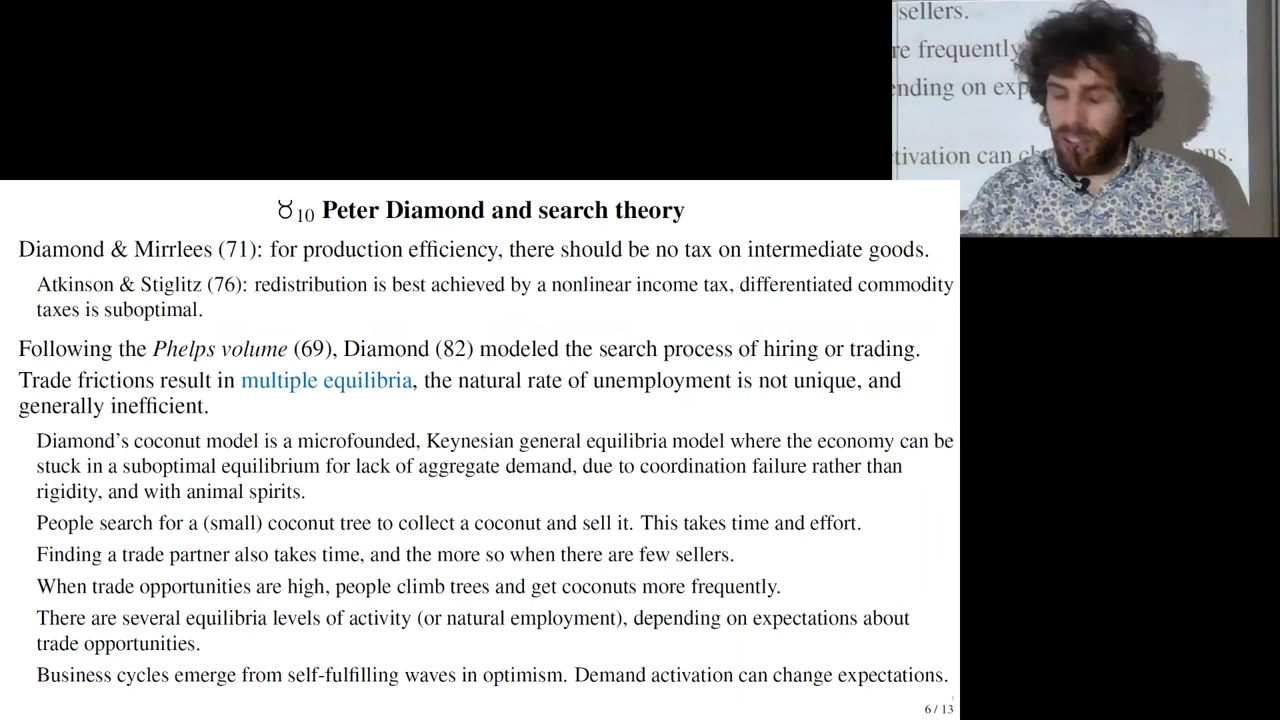 sellers.
re frequently
ending on exp
tivation can ch
ons.
♉10 Peter Diamond and search theory
Diamond & Mirrlees (71): for production efficiency, there should be no tax on intermediate goods.
Atkinson & Stiglitz (76): redistribution is best achieved by a nonlinear income tax, differentiated commodity
taxes is suboptimal.
Following the Phelps volume (69), Diamond (82) modeled the search process of hiring or trading.
Trade frictions result in multiple equilibria, the natural rate of unemployment is not unique, and
generally inefficient.
Diamond's coconut model is a microfounded, Keynesian general equilibria model where the economy can be
stuck in a suboptimal equilibrium for lack of aggregate demand, due to coordination failure rather than
rigidity, and with animal spirits.
People search for a (small) coconut tree to collect a coconut and sell it. This takes time and effort.
Finding a trade partner also takes time, and the more so when there are few sellers.
When trade opportunities are high, people climb trees and get coconuts more frequently.
There are several equilibria levels of activity (or natural employment), depending on expectations about
trade opportunities.
Business cycles emerge from self-fulfilling waves in optimism. Demand activation can change expectations.
6 / 13